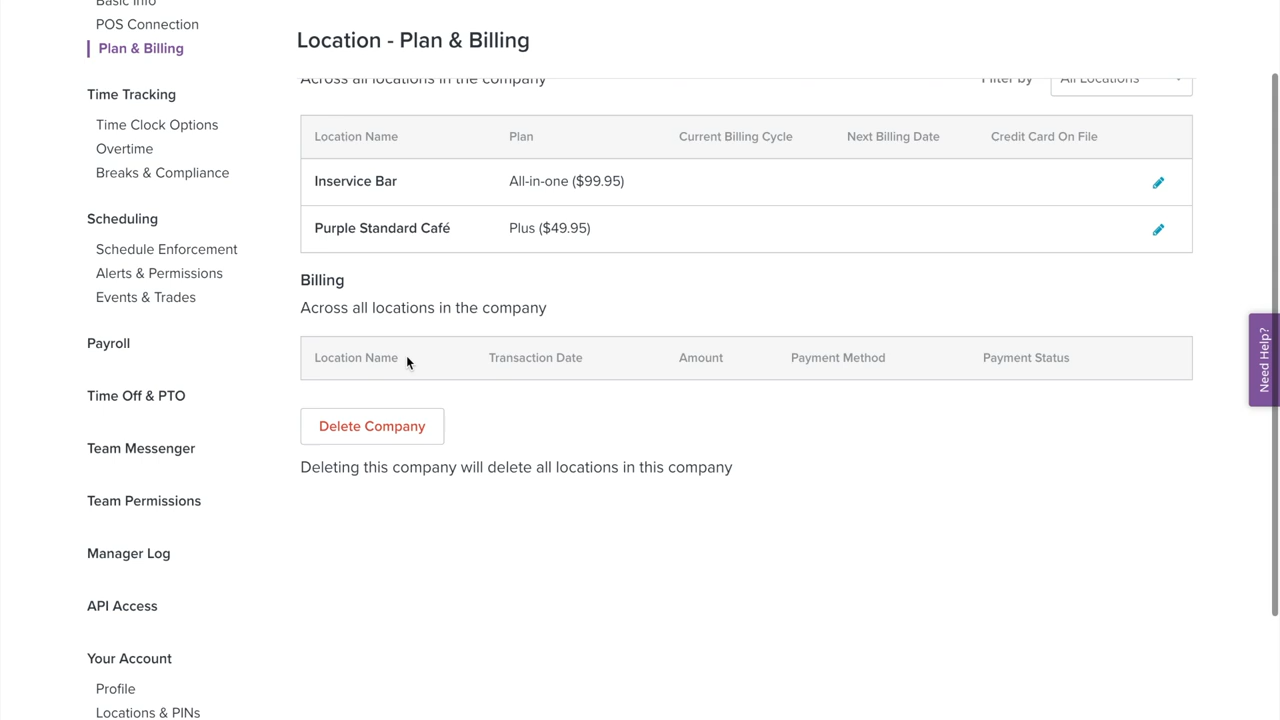 Basic Info
POS Connection
Plan & Billing
Time Tracking
Time Clock Options
Overtime
Breaks & Compliance
Scheduling
Schedule Enforcement
Alerts & Permissions
Events & Trades
Payroll
Time Off & PTO
Team Messenger
Team Permissions
Manager Log
API Access
Your Account
Profile
Locations & PINs
Location - Plan & Billing
Across all locations in the company
Filter by All Locations
Location Name Plan Current Billing Cycle Next Billing Date Credit Card On File
Inservice Bar All-in-one ($99.95)
Purple Standard Café Plus ($49.95)
Billing
Across all locations in the company
Location Name Transaction Date Amount Payment Method Payment Status
Delete Company
Deleting this company will delete all locations in this company
Need Help?